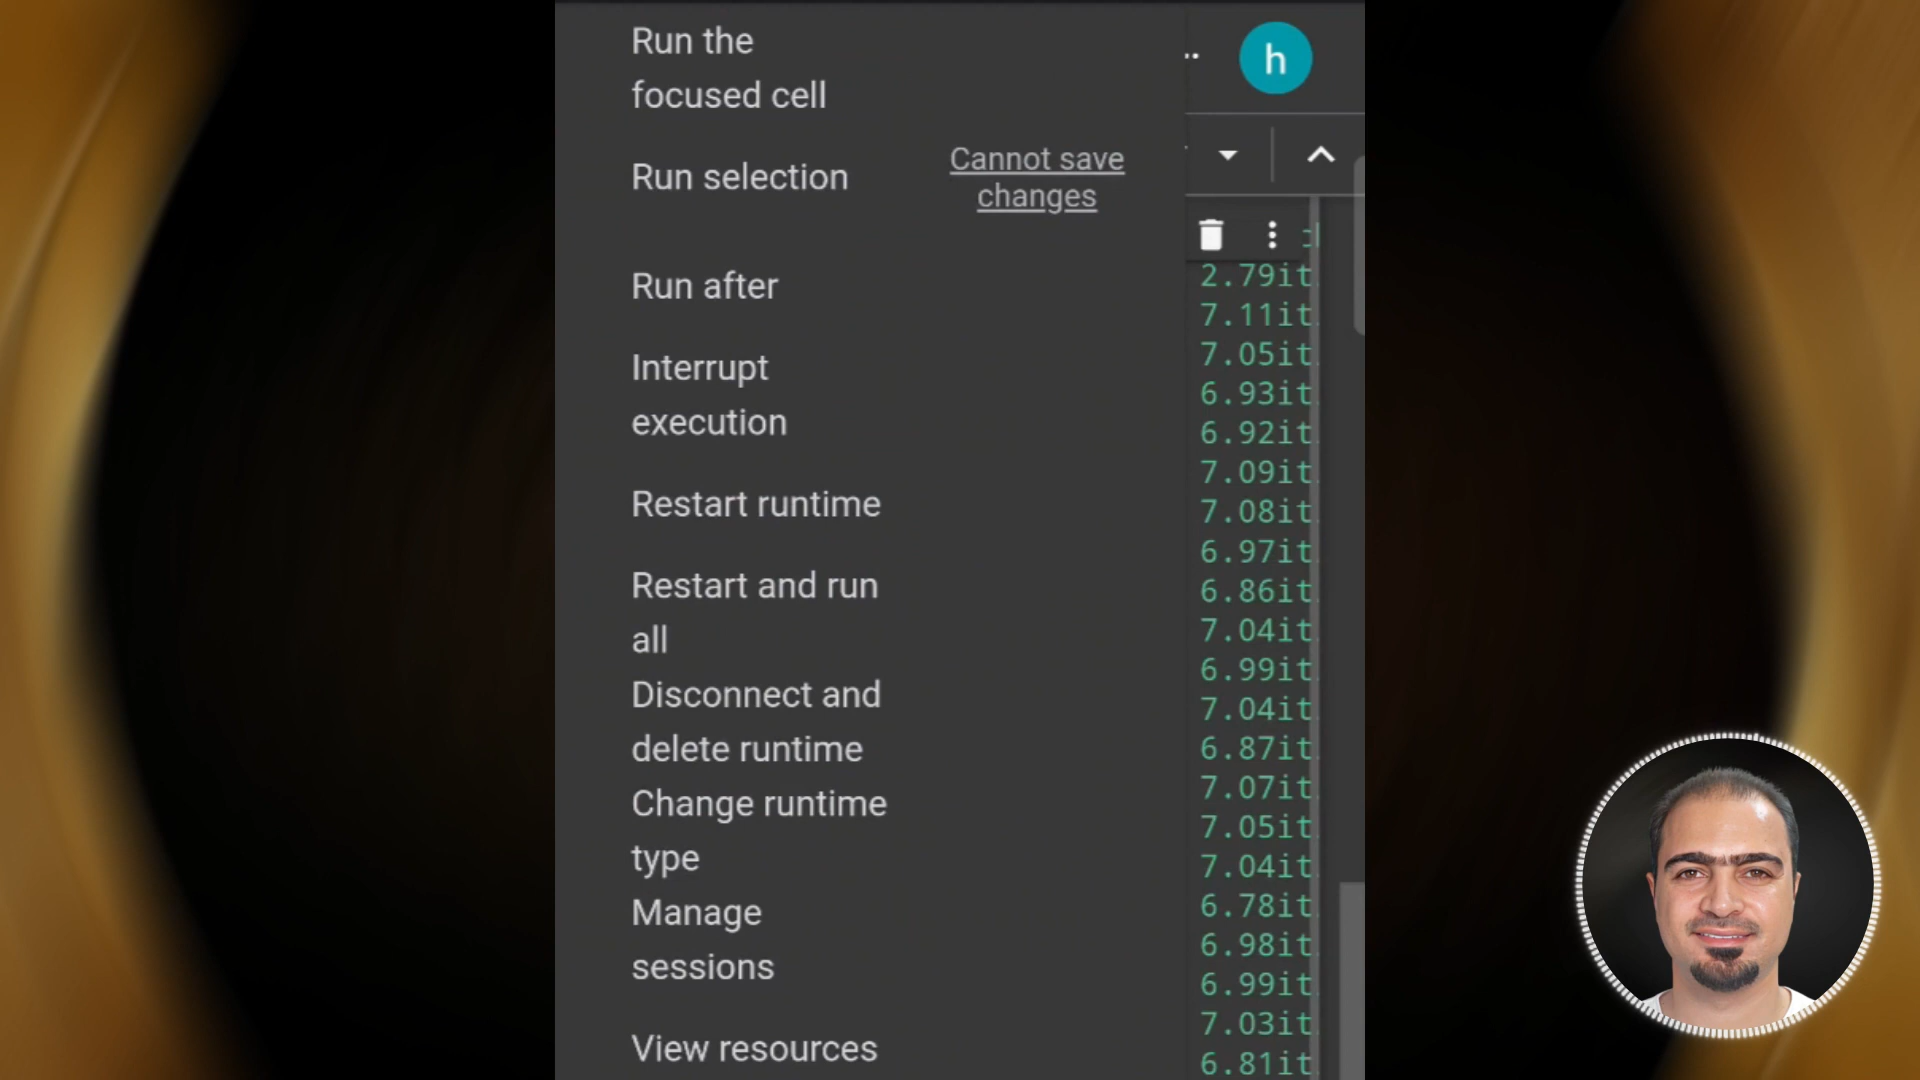 Run the
focused cell
h
Run selection
Cannot save
changes
Run after
Interrupt
execution
Restart runtime
Restart and run
all
Disconnect and
delete runtime
Change runtime
type
Manage
sessions
View resources
2.79it
7.11it
7.05it
6.93it
6.92it
7.09it
7.08it
6.97it
6.86it
7.04it
6.99it
7.04it
6.87it
7.07it
7.05it
7.04it
6.78it
6.98it
6.99it
7.03it
6.81it